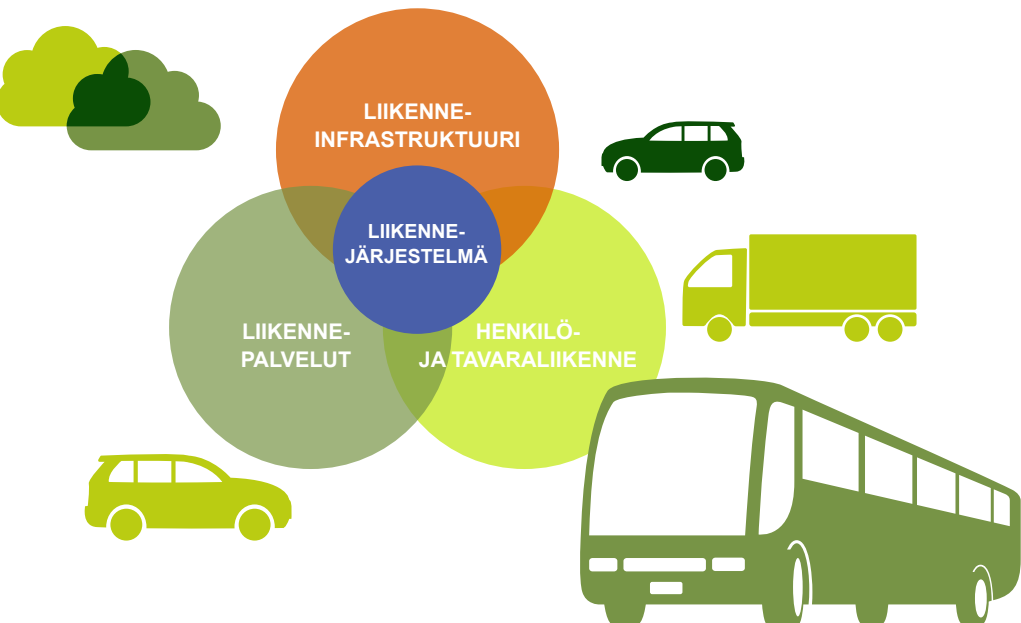 LIIKENNE-
INFRASTRUKTUURI
LIIKENNE-
JÄRJESTELMÄ
LIIKENNE-
PALVELUT
HENKILÖ-
JA TAVARALIIKENNE